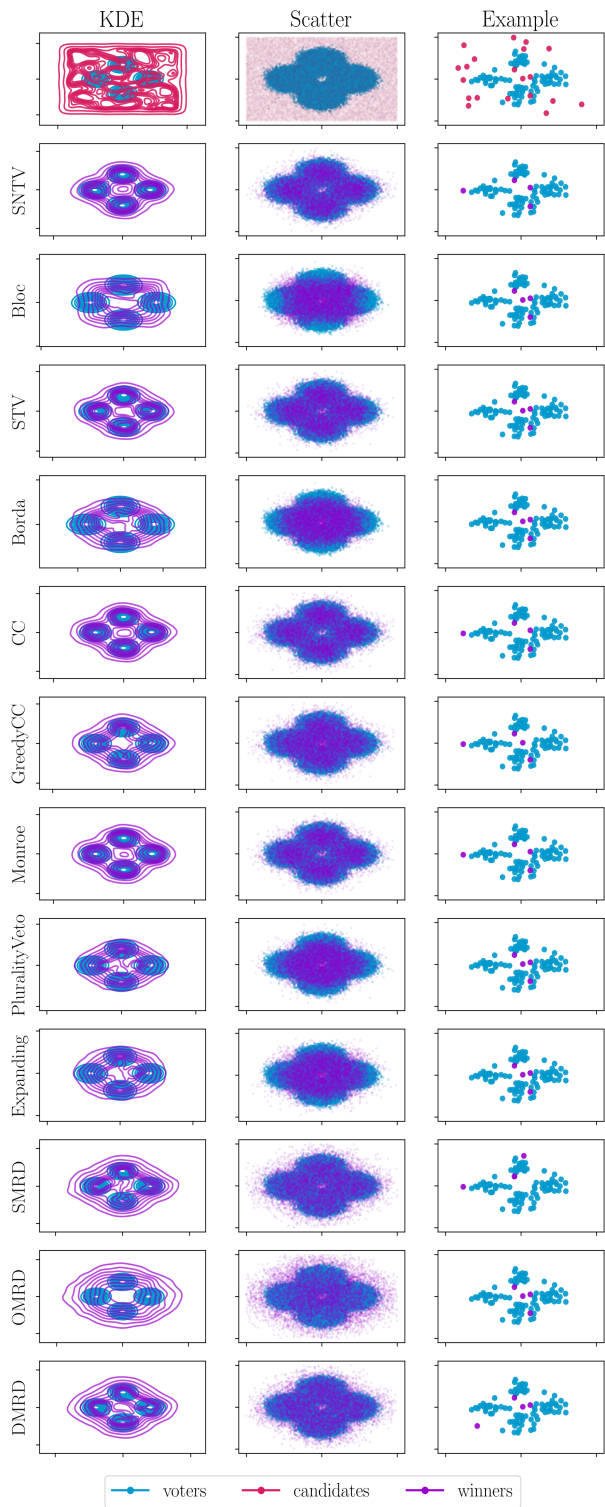 KDE Scatter Example
SNTV
Bloc
STV
Borda
CC
GreedyCC
Monroe
PluralityVeto
Expanding
SMRD
OMRD
DMRD
voters candidates winners